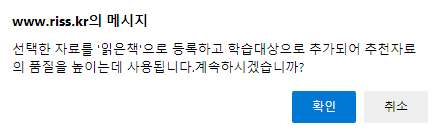 www.riss.kr의 메시지
선택한 자료를 '읽은책'으로 등록하고 학습대상으로 추가되어 추천자료
의 품질을 높이는데 사용됩니다.계속하시겠습니까?
확인
취소